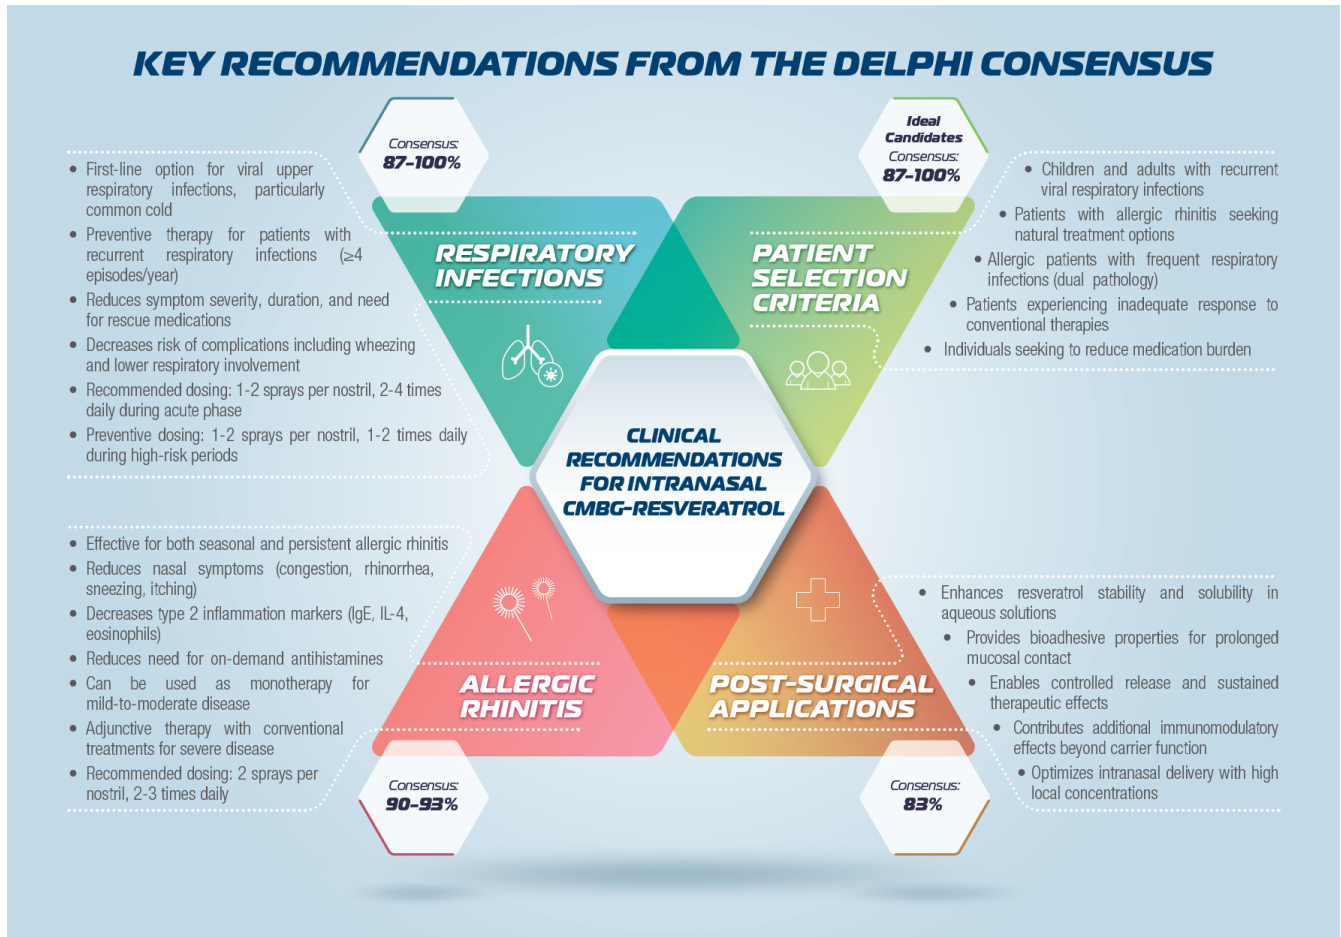 KEY RECOMMENDATIONS FROM THE DELPHI CONSENSUS
Consensus:
87-100%
• First-line option for viral upper
respiratory infections, particularly
common cold
• Preventive therapy for patients with
recurrent respiratory infections (≥4
episodes/year)
• Reduces symptom severity, duration, and need
for rescue medications
• Decreases risk of complications including wheezing
and lower respiratory involvement
• Recommended dosing: 1-2 sprays per nostril, 2-4 times
daily during acute phase
• Preventive dosing: 1-2 sprays per nostril, 1-2 times daily
during high-risk periods
RESPIRATORY
INFECTIONS
Ideal
Candidates
Consensus:
87-100%
PATIENT
SELECTION
CRITERIA
• Children and adults with recurrent
viral respiratory infections
• Patients with allergic rhinitis seeking
natural treatment options
• Allergic patients with frequent respiratory
infections (dual pathology)
• Patients experiencing inadequate response to
conventional therapies
• Individuals seeking to reduce medication burden
CLINICAL
RECOMMENDATIONS
FOR INTRANASAL
CMBG-RESVERATROL
• Effective for both seasonal and persistent allergic rhinitis
• Reduces nasal symptoms (congestion, rhinorrhea,
sneezing, itching)
• Decreases type 2 inflammation markers (IgE, IL-4,
eosinophils)
• Reduces need for on-demand antihistamines
• Can be used as monotherapy for
mild-to-moderate disease
• Adjunctive therapy with conventional
treatments for severe disease
• Recommended dosing: 2 sprays per
nostril, 2-3 times daily
ALLERGIC
RHINITIS
Consensus:
90-93%
POST-SURGICAL
APPLICATIONS
• Enhances resveratrol stability and solubility in
aqueous solutions
• Provides bioadhesive properties for prolonged
mucosal contact
• Enables controlled release and sustained
therapeutic effects
• Contributes additional immunomodulatory
effects beyond carrier function
• Optimizes intranasal delivery with high
local concentrations
Consensus:
83%